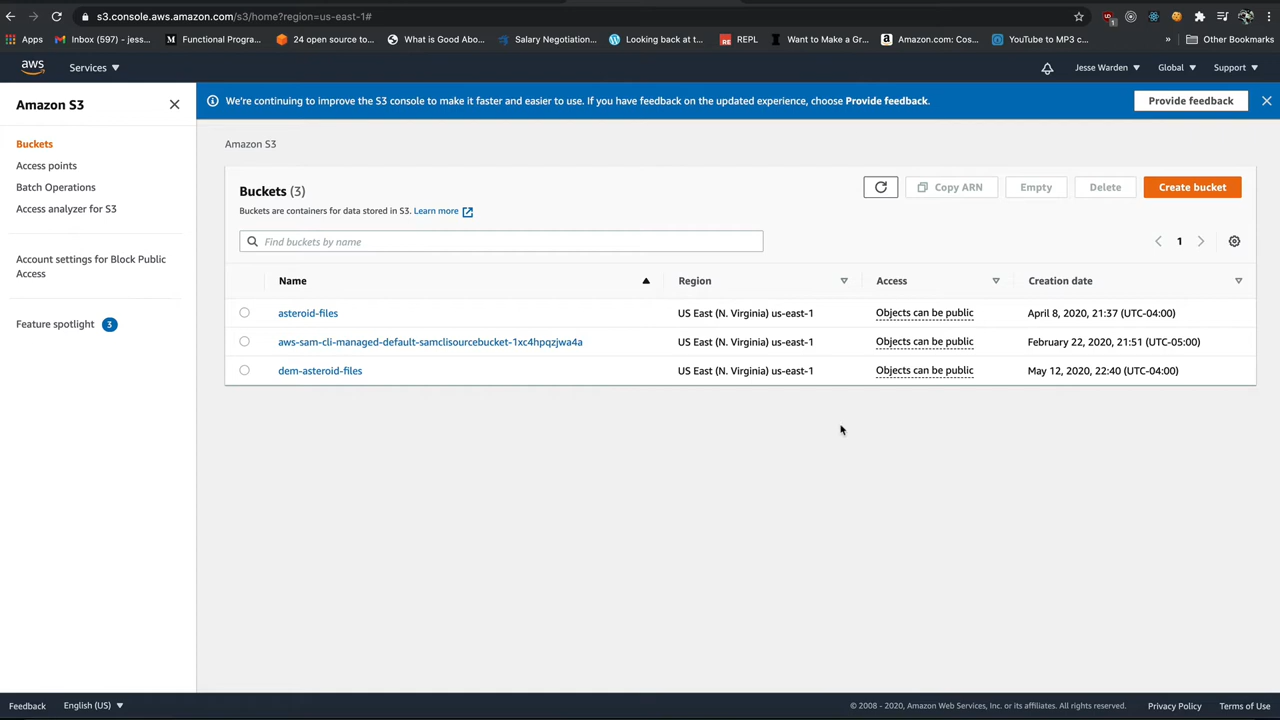 s3.console.aws.amazon.com/s3/home?region=us-east-1#
Apps
Inbox (597) - jess...
Functional Progra...
24 open source to...
What is Good Abo...
Salary Negotiation...
Looking back at t...
RE REPL
Want to Make a Gr...
Amazon.com: Cos...
YouTube to MP3 c...
»
Other Bookmarks
aws
Services
Jesse Warden
Global
Support
Amazon S3
We're continuing to improve the S3 console to make it faster and easier to use. If you have feedback on the updated experience, choose Provide feedback.
Provide feedback
Buckets
Access points
Batch Operations
Access analyzer for S3
Account settings for Block Public
Access
Feature spotlight 3
Amazon S3
Buckets (3)
Copy ARN
Empty
Delete
Create bucket
Buckets are containers for data stored in S3. Learn more
Find buckets by name
1
Name Region Access Creation date
asteroid-files US East (N. Virginia) us-east-1 Objects can be public April 8, 2020, 21:37 (UTC-04:00)
aws-sam-cli-managed-default-samclisourcebucket-1xc4hpqzjwa4a US East (N. Virginia) us-east-1 Objects can be public February 22, 2020, 21:51 (UTC-05:00)
dem-asteroid-files US East (N. Virginia) us-east-1 Objects can be public May 12, 2020, 22:40 (UTC-04:00)
Feedback
English (US)
© 2008 - 2020, Amazon Web Services, Inc. or its affiliates. All rights reserved.
Privacy Policy
Terms of Use